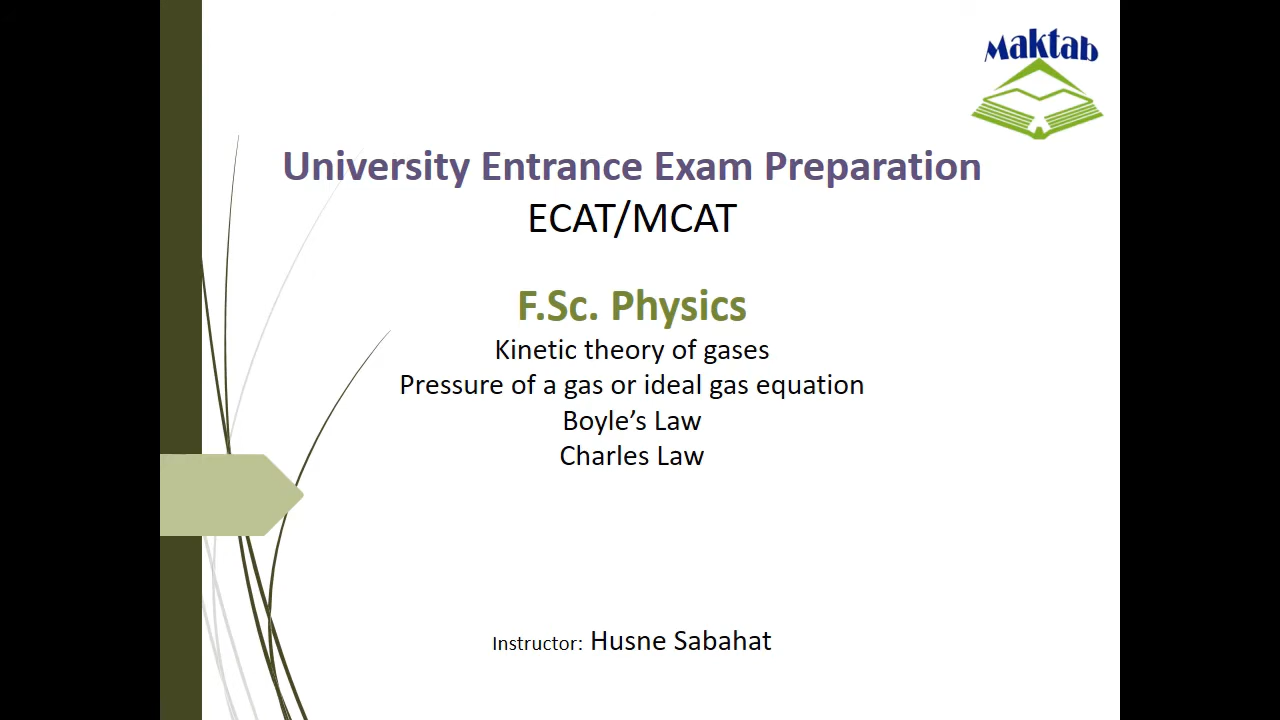 Maktab
University Entrance Exam Preparation
ECAT/MCAT
F.Sc. Physics
Kinetic theory of gases
Pressure of a gas or ideal gas equation
Boyle’s Law
Charles Law
Instructor: Husne Sabahat